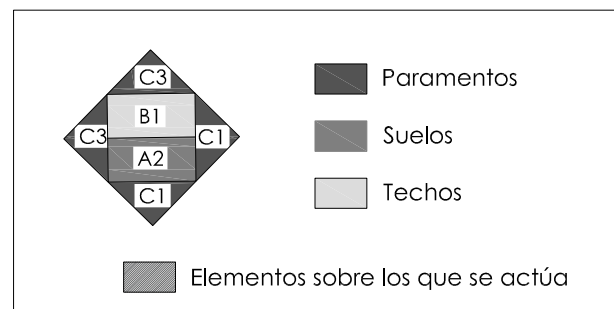 C3
Paramentos
B1
C3
C1
Suelos
A2
C1
Techos
Elementos sobre los que se actúa